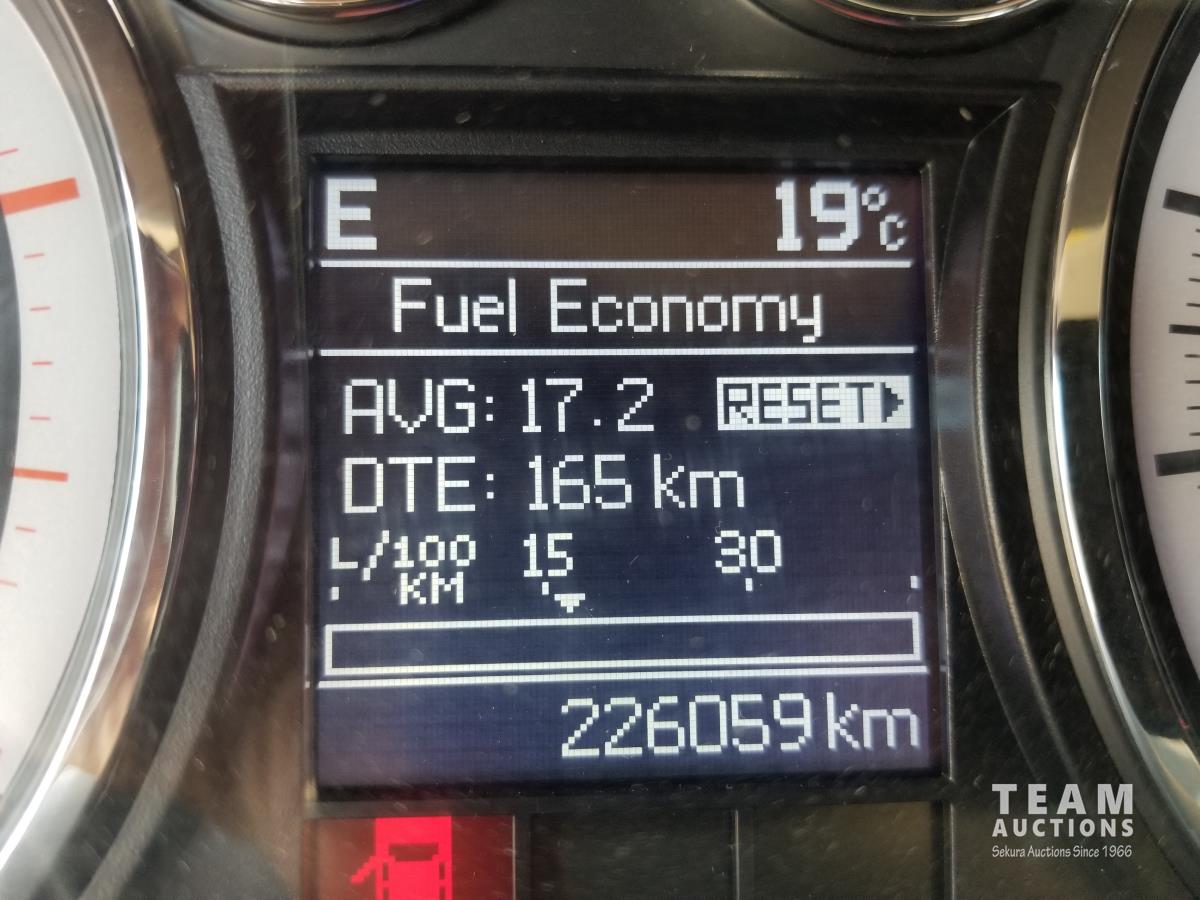 E 19°C
Fuel Economy
AVG: 17.2 RESET
DTE: 165 km
L/100 KM 15 30
226059 km
TEAM
AUCTIONS
Sekura Auctions Since 1966